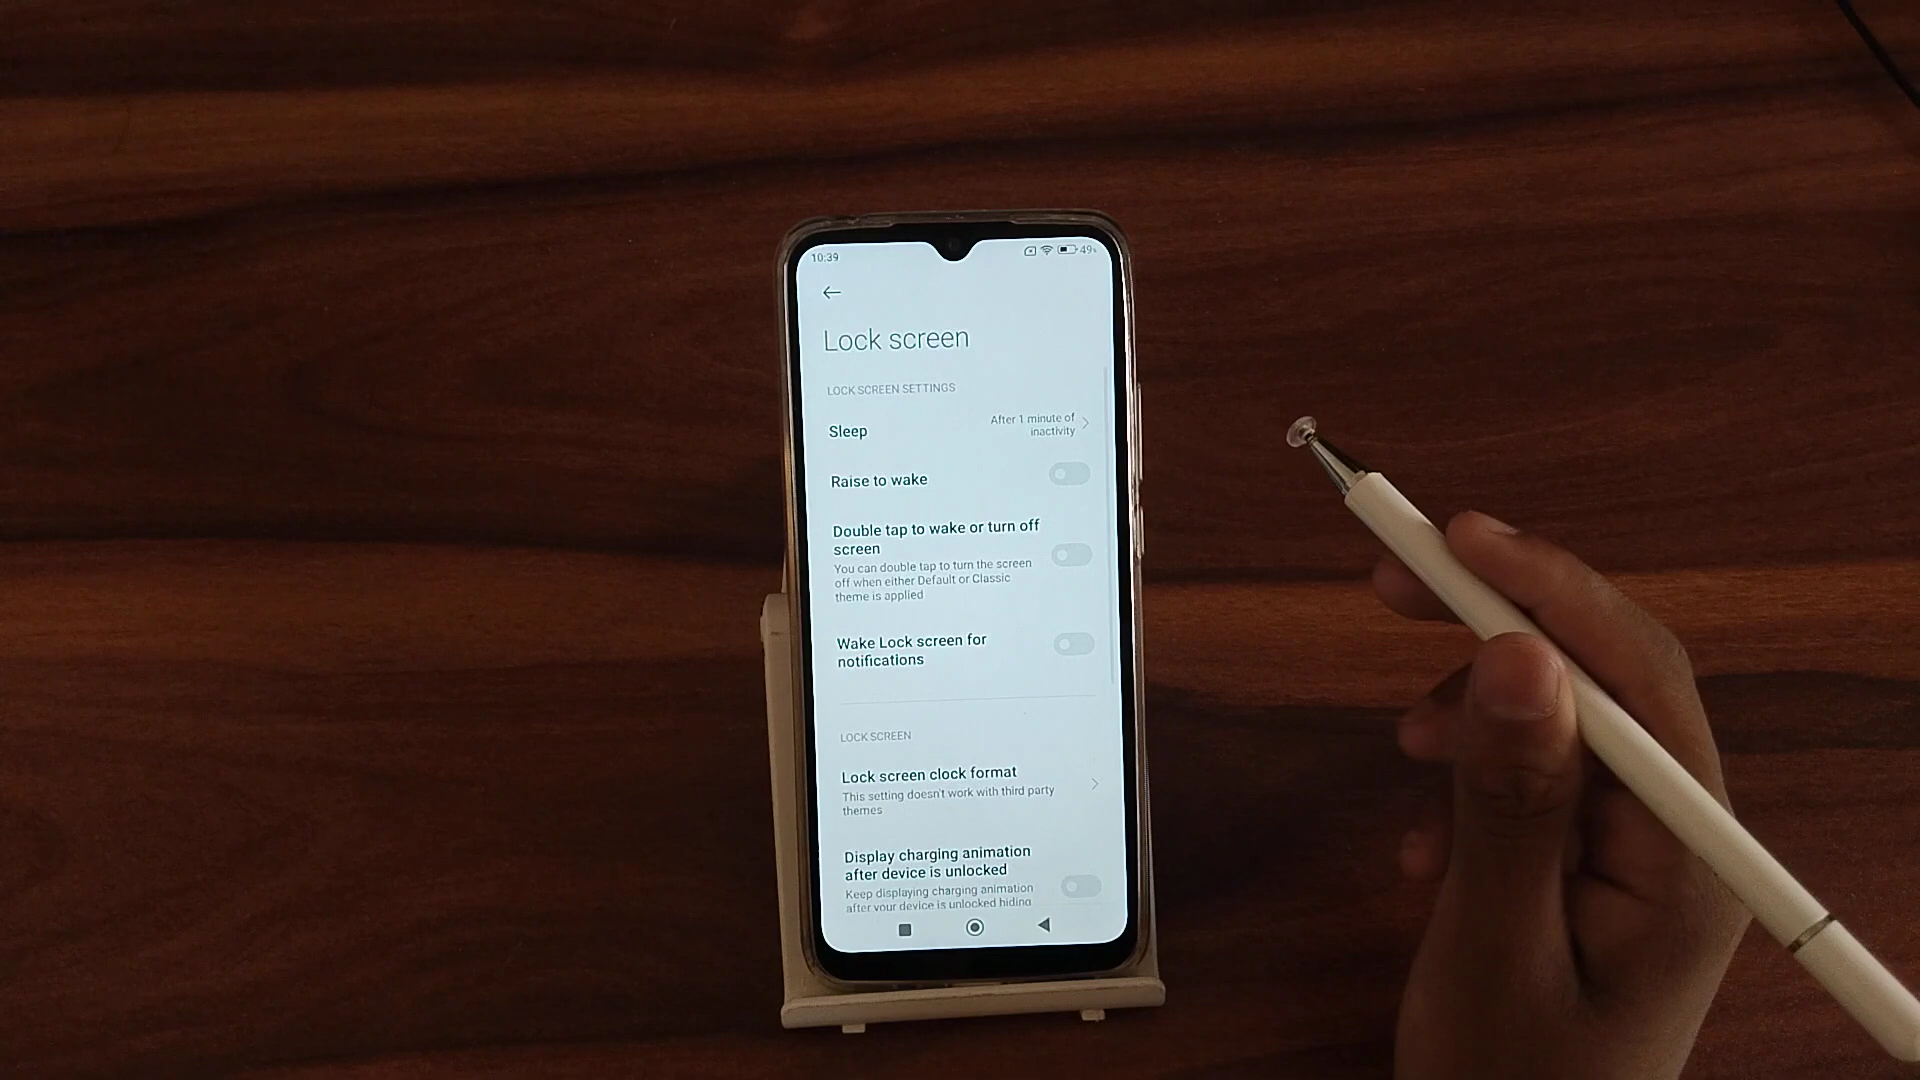 10:39
49%
Lock screen
LOCK SCREEN SETTINGS
Sleep
After 1 minute of
inactivity
Raise to wake
Double tap to wake or turn off
screen
You can double tap to turn the screen
off when either Default or Classic
theme is applied
Wake Lock screen for
notifications
LOCK SCREEN
Lock screen clock format
This setting doesn't work with third party
themes
Display charging animation
after device is unlocked
Keep displaying charging animation
after your device is unlocked hiding